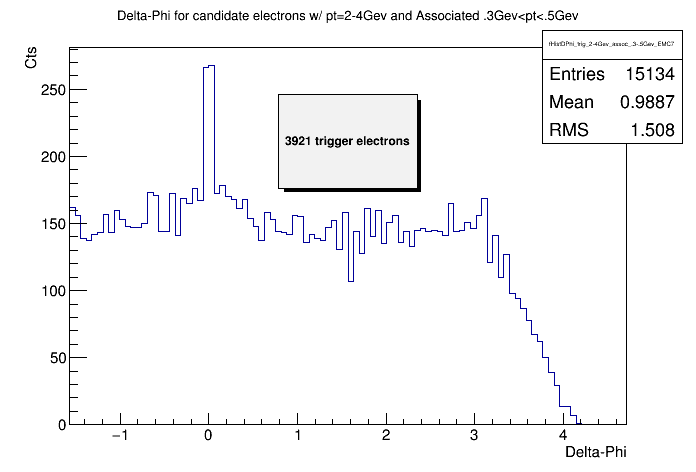 Delta-Phi for candidate electrons w/ pt=2-4Gev and Associated .3Gev<pt<.5Gev
Cts
fHistDPhi_trig_2-4Gev_assoc_.3-.5Gev_EMC7
Entries 15134
Mean 0.9887
RMS 1.508
3921 trigger electrons
250
200
150
100
50
0
−1 0 1 2 3 4
Delta-Phi